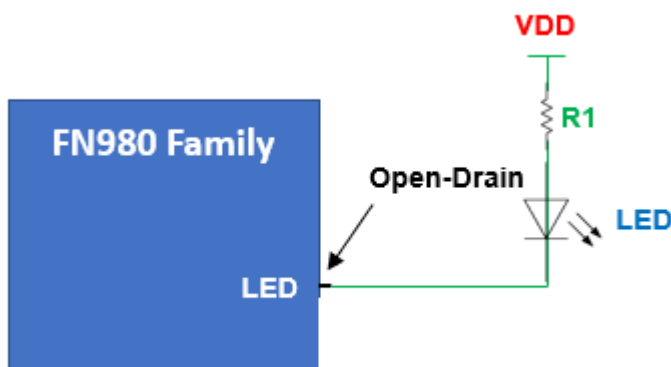 VDD
R1
FN980 Family
Open-Drain
LED
LED